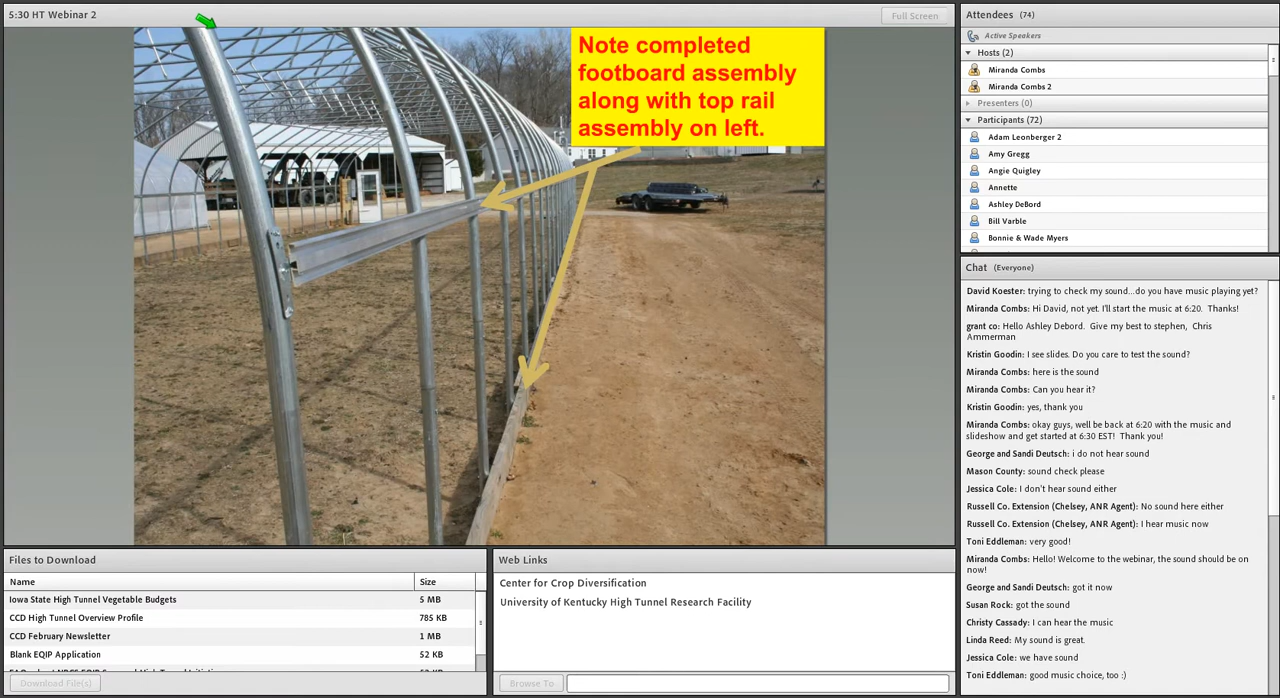 5:30 HT Webinar 2
Full Screen
Note completed
footboard assembly
along with top rail
assembly on left.
Attendees (74)
Active Speakers
Hosts (2)
Miranda Combs
Miranda Combs 2
Presenters (0)
Participants (72)
Adam Leonberger 2
Amy Gregg
Angie Quigley
Annette
Ashley DeBord
Bill Varble
Bonnie & Wade Myers
Chat (Everyone)
David Koester: trying to check my sound...do you have music playing yet?
Miranda Combs: Hi David, not yet. I'll start the music at 6:20. Thanks!
grant co: Hello Ashley Debord. Give my best to stephen, Chris
Ammerman
Kristin Goodin: I see slides. Do you care to test the sound?
Miranda Combs: here is the sound
Miranda Combs: Can you hear it?
Kristin Goodin: yes, thank you
Miranda Combs: okay guys, well be back at 6:20 with the music and
slideshow and get started at 6:30 EST! Thank you!
George and Sandi Deutsch: i do not hear sound
Mason County: sound check please
Jessica Cole: I don't hear sound either
Russell Co. Extension (Chelsey, ANR Agent): No sound here either
Russell Co. Extension (Chelsey, ANR Agent): I hear music now
Toni Eddleman: very good!
Miranda Combs: Hello! Welcome to the webinar, the sound should be on
now!
George and Sandi Deutsch: got it now
Susan Rock: got the sound
Christy Cassady: I can hear the music
Linda Reed: My sound is great.
Jessica Cole: we have sound
Toni Eddleman: good music choice, too :)
Files to Download
Name Size
Iowa State High Tunnel Vegetable Budgets 5 MB
CCD High Tunnel Overview Profile 785 KB
CCD February Newsletter 1 MB
Blank EQIP Application 52 KB
Download File(s)
Web Links
Center for Crop Diversification
University of Kentucky High Tunnel Research Facility
Browse To